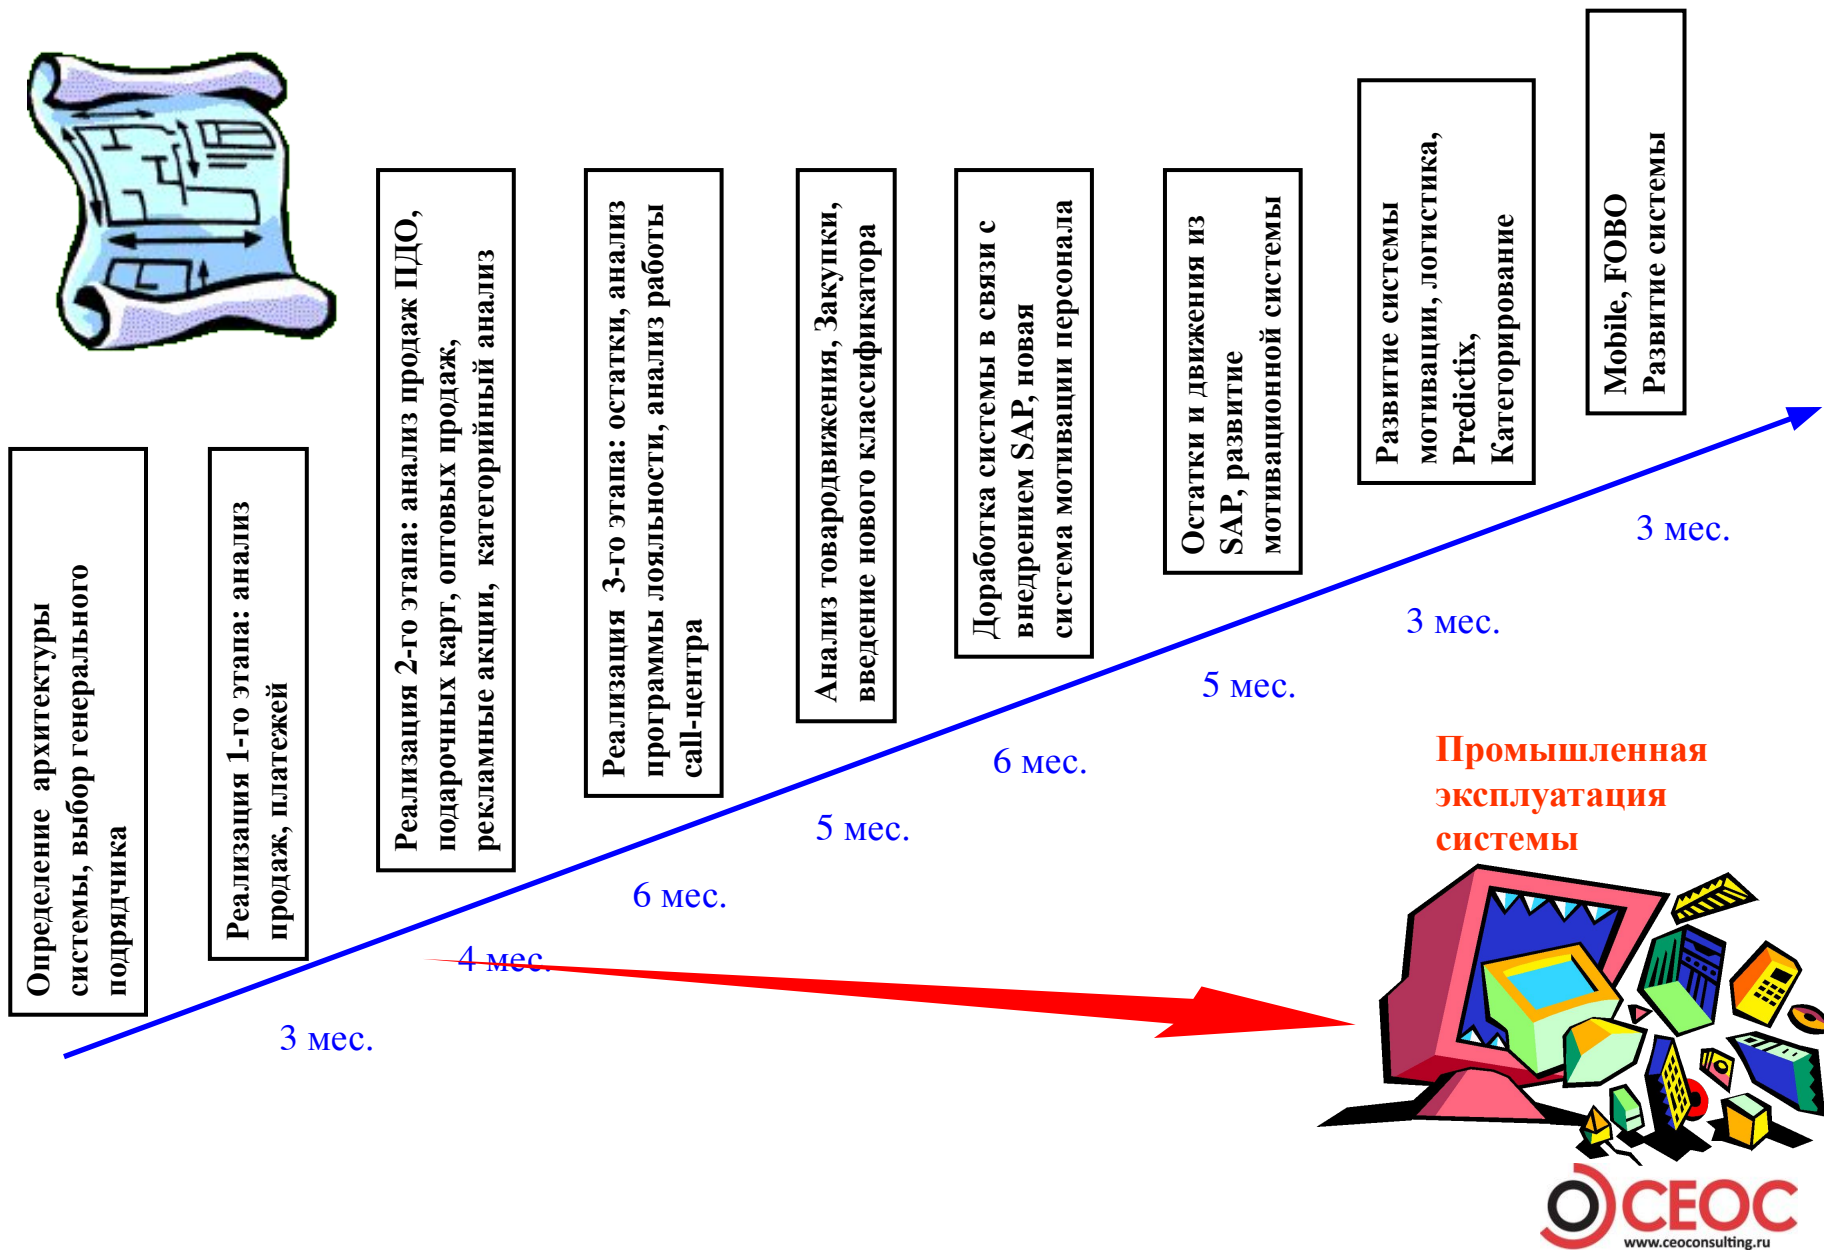 Определение архитектуры
системы, выбор генерального
подрядчика
Реализация 1-го этапа: анализ
продаж, платежей
Реализация 2-го этапа: анализ продаж ПДО,
подарочных карт, оптовых продаж,
рекламные акции, категорийный анализ
Реализация 3-го этапа: остатки, анализ
программы лояльности, анализ работы
call-центра
Анализ товародвижения, Закупки,
введение нового классификатора
Доработка системы в связи с
внедрением SAP, новая
система мотивации персонала
Остатки и движения из
SAP, развитие
мотивационной системы
Развитие системы
мотивации, логистика,
Predictix,
Категорирование
Mobile, FOBO
Развитие системы
3 мес.
4 мес.
6 мес.
5 мес.
6 мес.
5 мес.
3 мес.
3 мес.
Промышленная
эксплуатация
системы
CEOC
www.ceoconsulting.ru